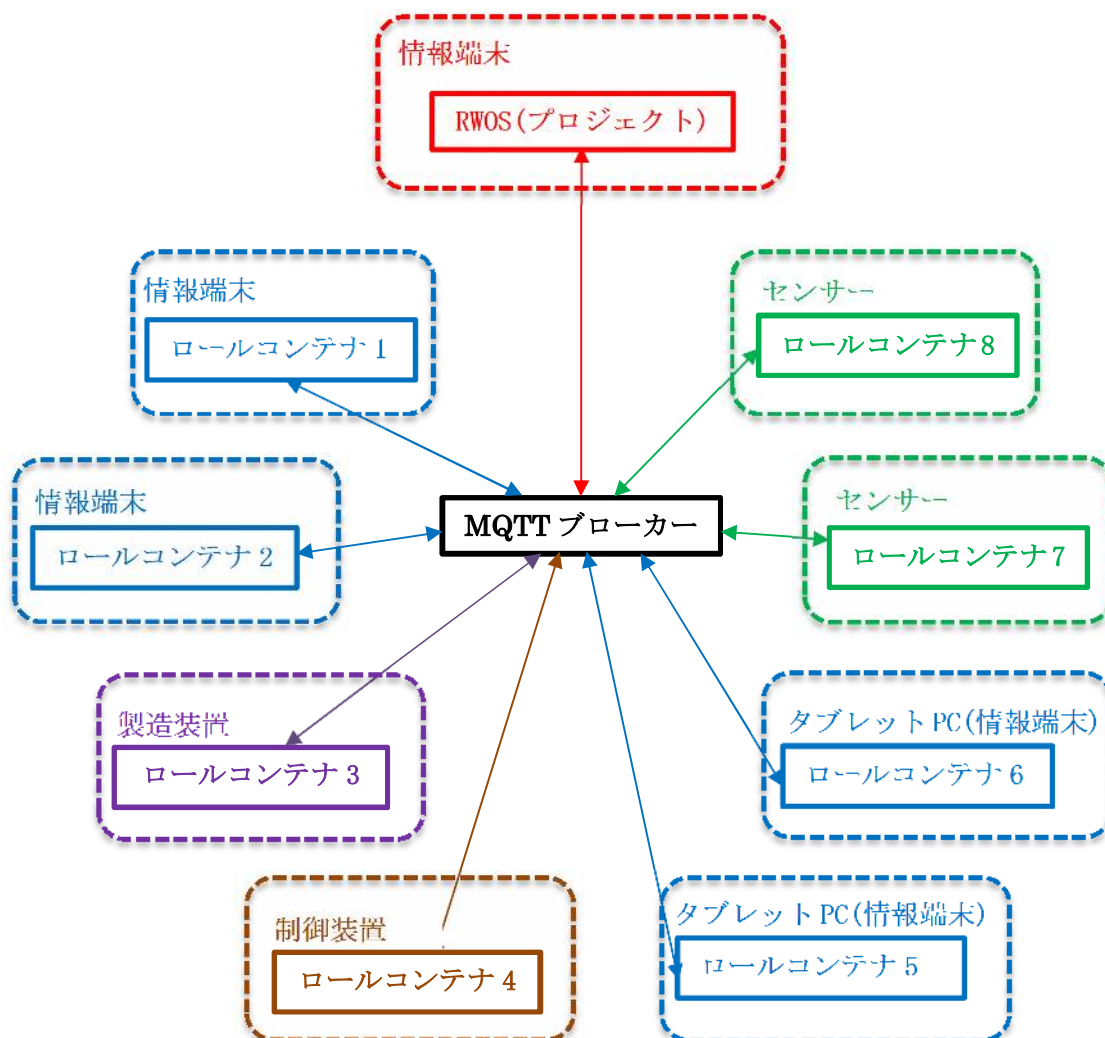 情報端末
RWOS(プロジェクト)
情報端末
ロールコンテナ1
センサー
ロールコンテナ8
情報端末
ロールコンテナ2
MQTTブローカー
センサー
ロールコンテナ7
製造装置
ロールコンテナ3
タブレットPC(情報端末)
ロールコンテナ6
制御装置
ロールコンテナ4
タブレットPC(情報端末)
ロールコンテナ5